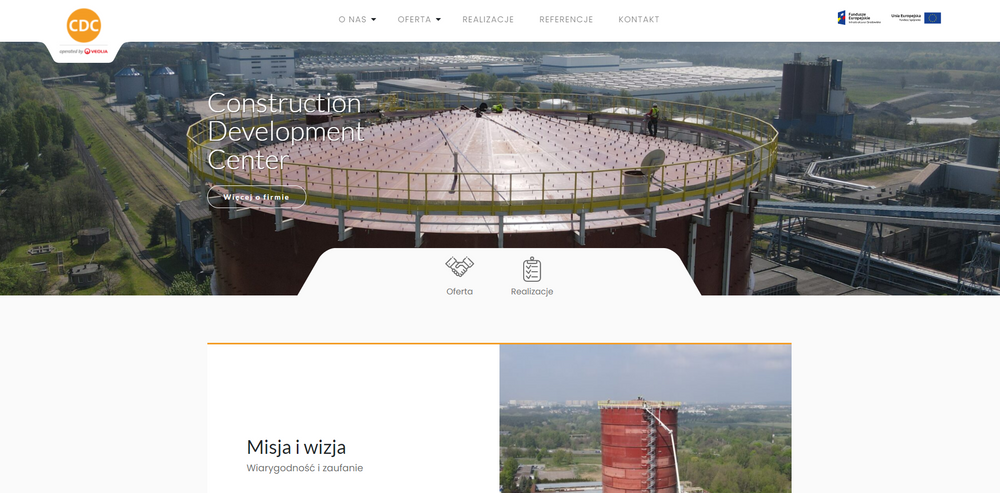 CDC
operated by VEOLIA
O NAS
OFERTA
REALIZACJE
REFERENCJE
KONTAKT
Fundusze
Europejskie
Unia Europejska
Construction
Development
Center
Więcej o firmie
Oferta
Realizacje
Misja i wizja
Wiarygodność i zaufanie